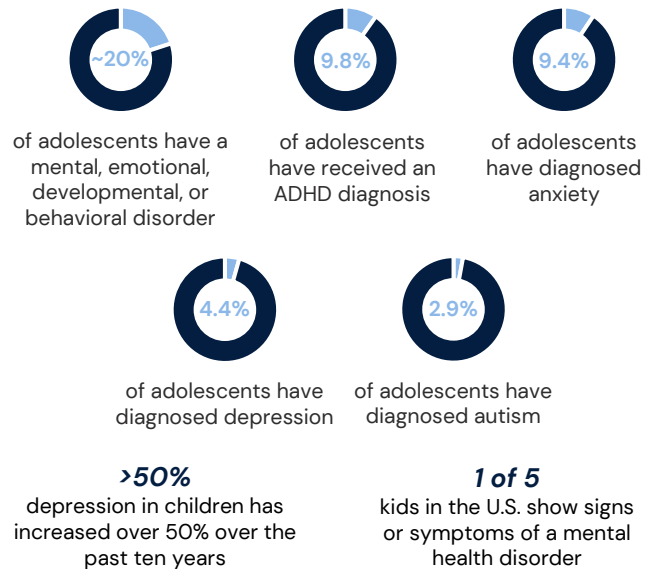 ~20%
of adolescents have a
mental, emotional,
developmental, or
behavioral disorder
9.8%
of adolescents
have received an
ADHD diagnosis
9.4%
of adolescents
have diagnosed
anxiety
4.4%
of adolescents have
diagnosed depression
2.9%
of adolescents have
diagnosed autism
>50%
depression in children has
increased over 50% over the
past ten years
1 of 5
kids in the U.S. show signs
or symptoms of a mental
health disorder